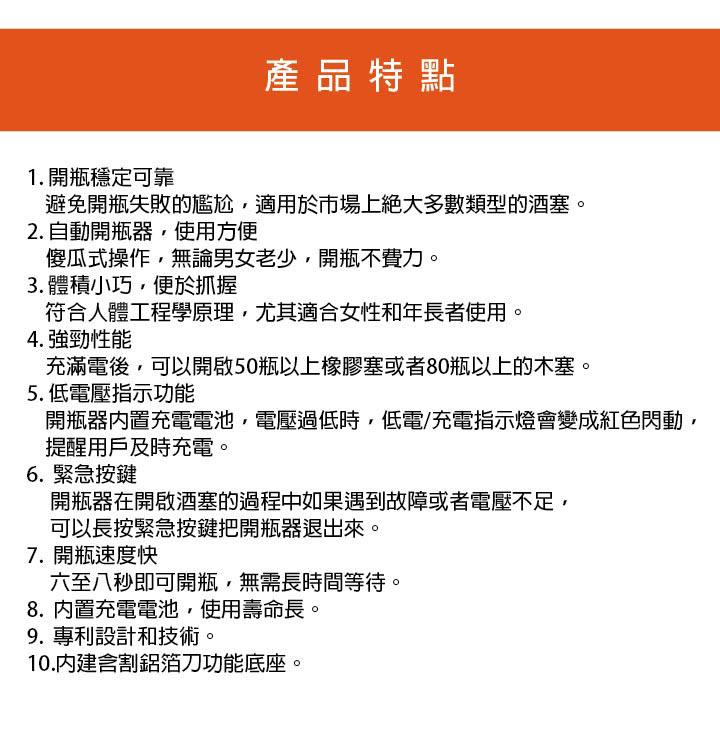 產品特點
1. 開瓶穩定可靠
避免開瓶失敗的尷尬，適用於市場上絕大多數類型的酒塞。
2. 自動開瓶器，使用方便
傻瓜式操作，無論男女老少，開瓶不費力。
3. 體積小巧，便於抓握
符合人體工程學原理，尤其適合女性和年長者使用。
4. 強勁性能
充滿電後，可以開啟50瓶以上橡膠塞或者80瓶以上的木塞。
5. 低電壓指示功能
開瓶器内置充電電池，電壓過低時，低電/充電指示燈會變成紅色閃動，
提醒用戶及時充電。
6. 緊急按鍵
開瓶器在開啟酒塞的過程中如果遇到故障或者電壓不足，
可以長按緊急按鍵把開瓶器退出來。
7. 開瓶速度快
六至八秒即可開瓶，無需長時間等待。
8. 内置充電電池，使用壽命長。
9. 專利設計和技術。
10.内建含割鋁箔刀功能底座。